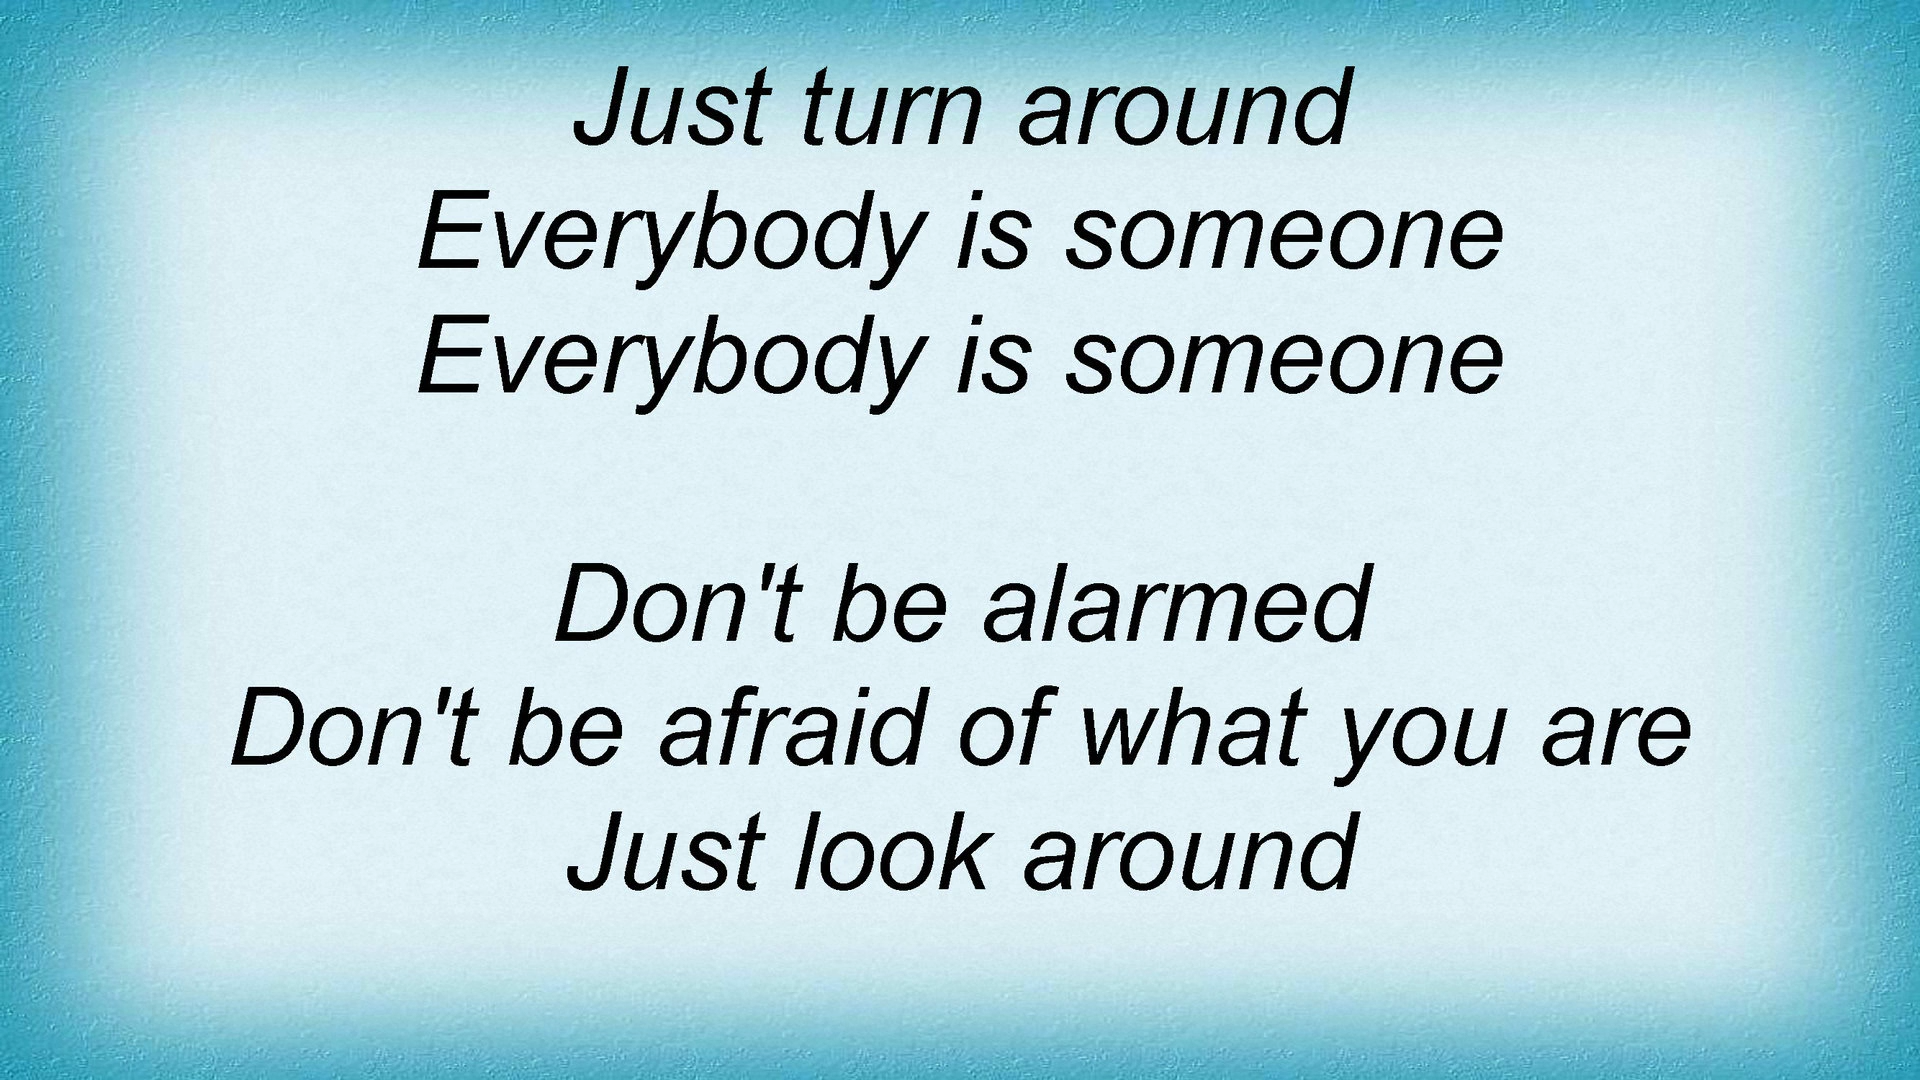 Just turn around
Everybody is someone
Everybody is someone
Don't be alarmed
Don't be afraid of what you are
Just look around